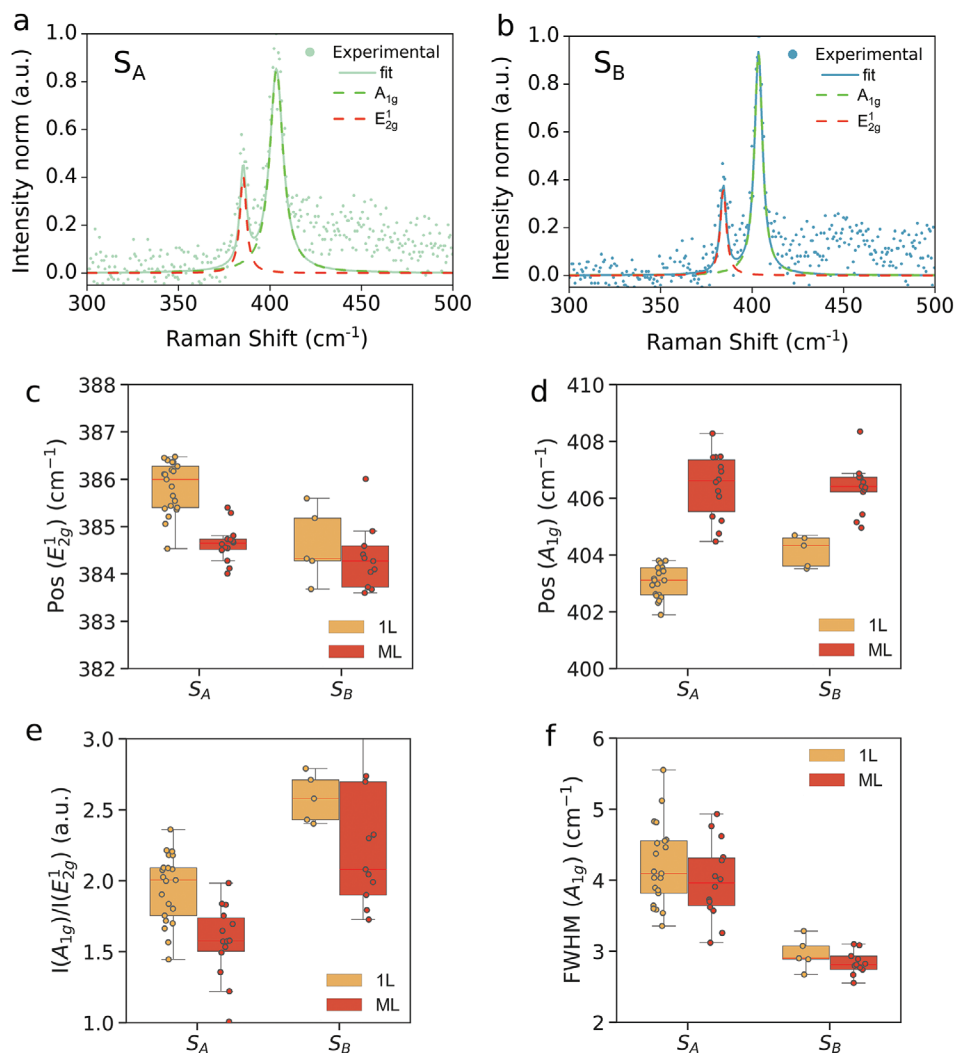 a
S_A
Experimental
fit
A_1g
E^1_2g
Intensity norm (a.u.)
1.0
0.8
0.6
0.4
0.2
0.0
300
350
400
450
500
Raman Shift (cm⁻¹)
b
S_B
Experimental
fit
A_1g
E^1_2g
Intensity norm (a.u.)
1.0
0.8
0.6
0.4
0.2
0.0
300
350
400
450
500
Raman Shift (cm⁻¹)
c
Pos (E^1_2g) (cm⁻¹)
388
387
386
385
384
383
382
1L
ML
S_A
S_B
d
Pos (A_1g) (cm⁻¹)
410
408
406
404
402
400
1L
ML
S_A
S_B
e
I(A_1g)/I(E^1_2g) (a.u.)
3.0
2.5
2.0
1.5
1.0
1L
ML
S_A
S_B
f
FWHM (A_1g) (cm⁻¹)
6
5
4
3
2
1L
ML
S_A
S_B